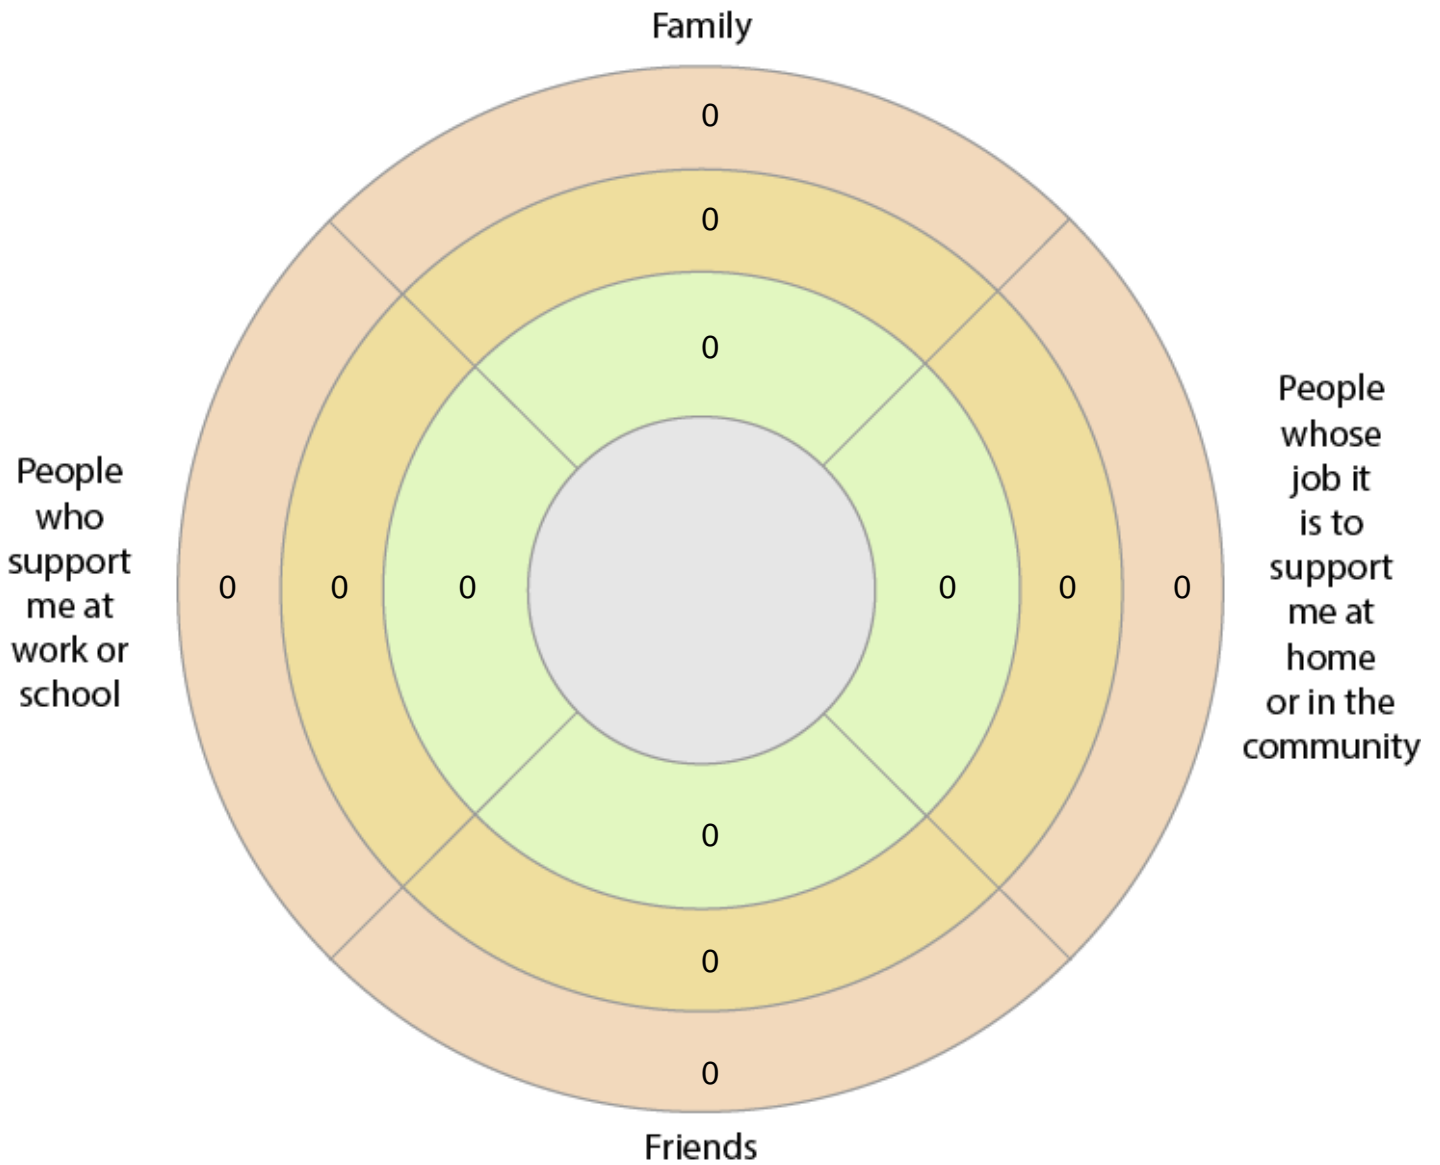 Family
0
0
0
People
who
support
me at
work or
school
0 0 0
0 0 0
People
whose
job it
is to
support
me at
home
or in the
community
0
0
0
Friends